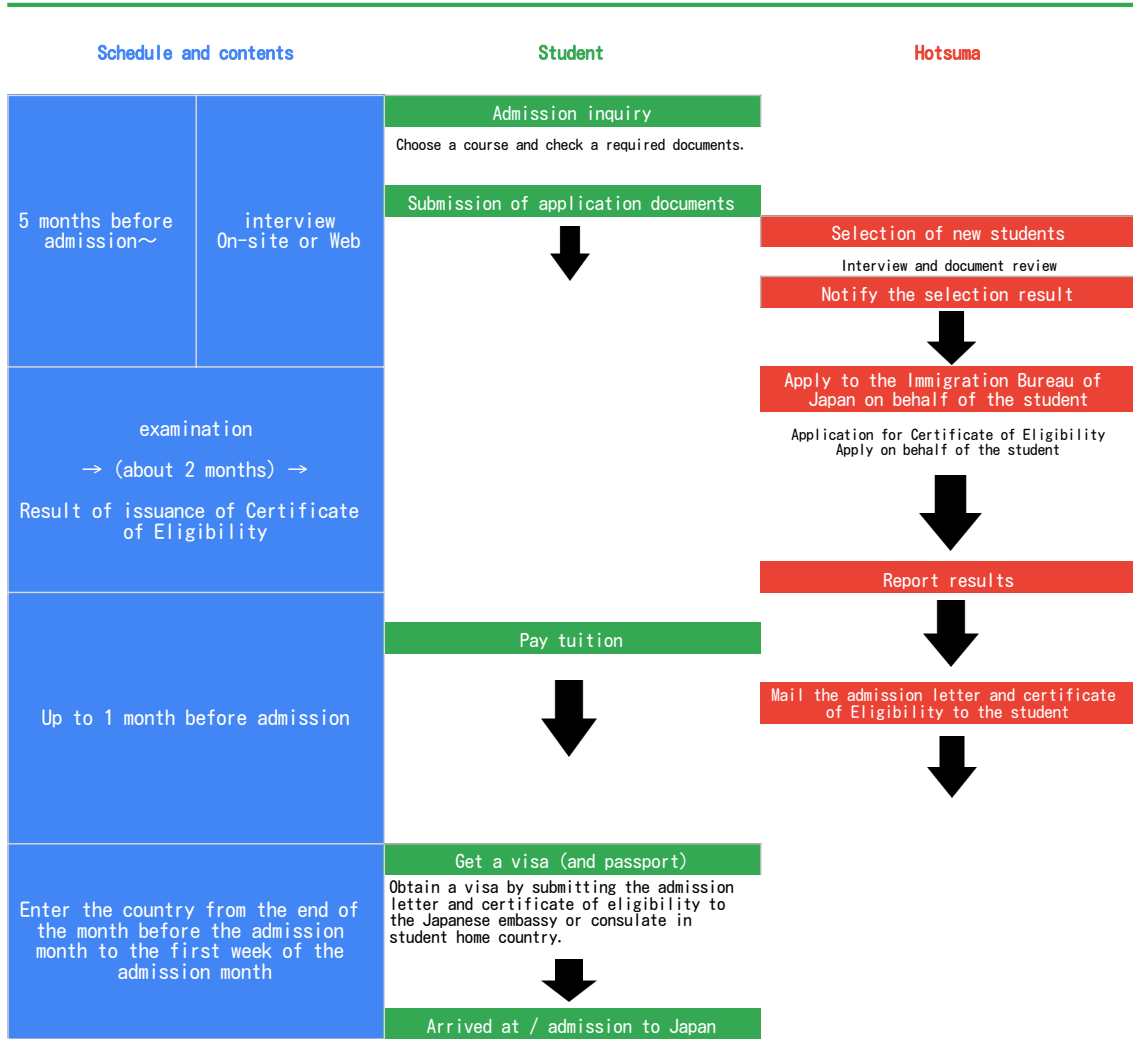 Schedule and contents
Student
Hotsuma
5 months before
admission～
interview
On-site or Web
Admission inquiry
Choose a course and check a required documents.
Submission of application documents
Selection of new students
Interview and document review
Notify the selection result
examination
→ (about 2 months) →
Result of issuance of Certificate
of Eligibility
Apply to the Immigration Bureau of
Japan on behalf of the student
Application for Certificate of Eligibility
Apply on behalf of the student
Report results
Up to 1 month before admission
Pay tuition
Mail the admission letter and certificate
of Eligibility to the student
Enter the country from the end of
the month before the admission
month to the first week of the
admission month
Get a visa (and passport)
Obtain a visa by submitting the admission
letter and certificate of eligibility to
the Japanese embassy or consulate in
student home country.
Arrived at / admission to Japan